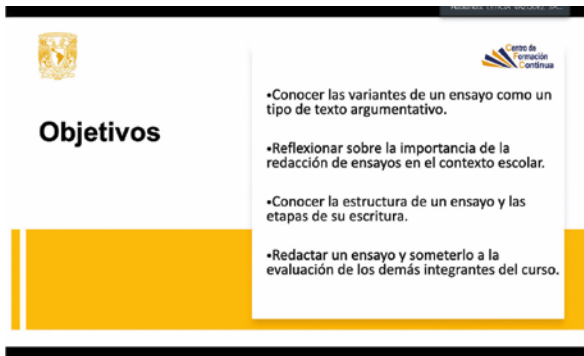 Centro de
Formación
Continua
Objetivos
•Conocer las variantes de un ensayo como un
tipo de texto argumentativo.
•Reflexionar sobre la importancia de la
redacción de ensayos en el contexto escolar.
•Conocer la estructura de un ensayo y las
etapas de su escritura.
•Redactar un ensayo y someterlo a la
evaluación de los demás integrantes del curso.